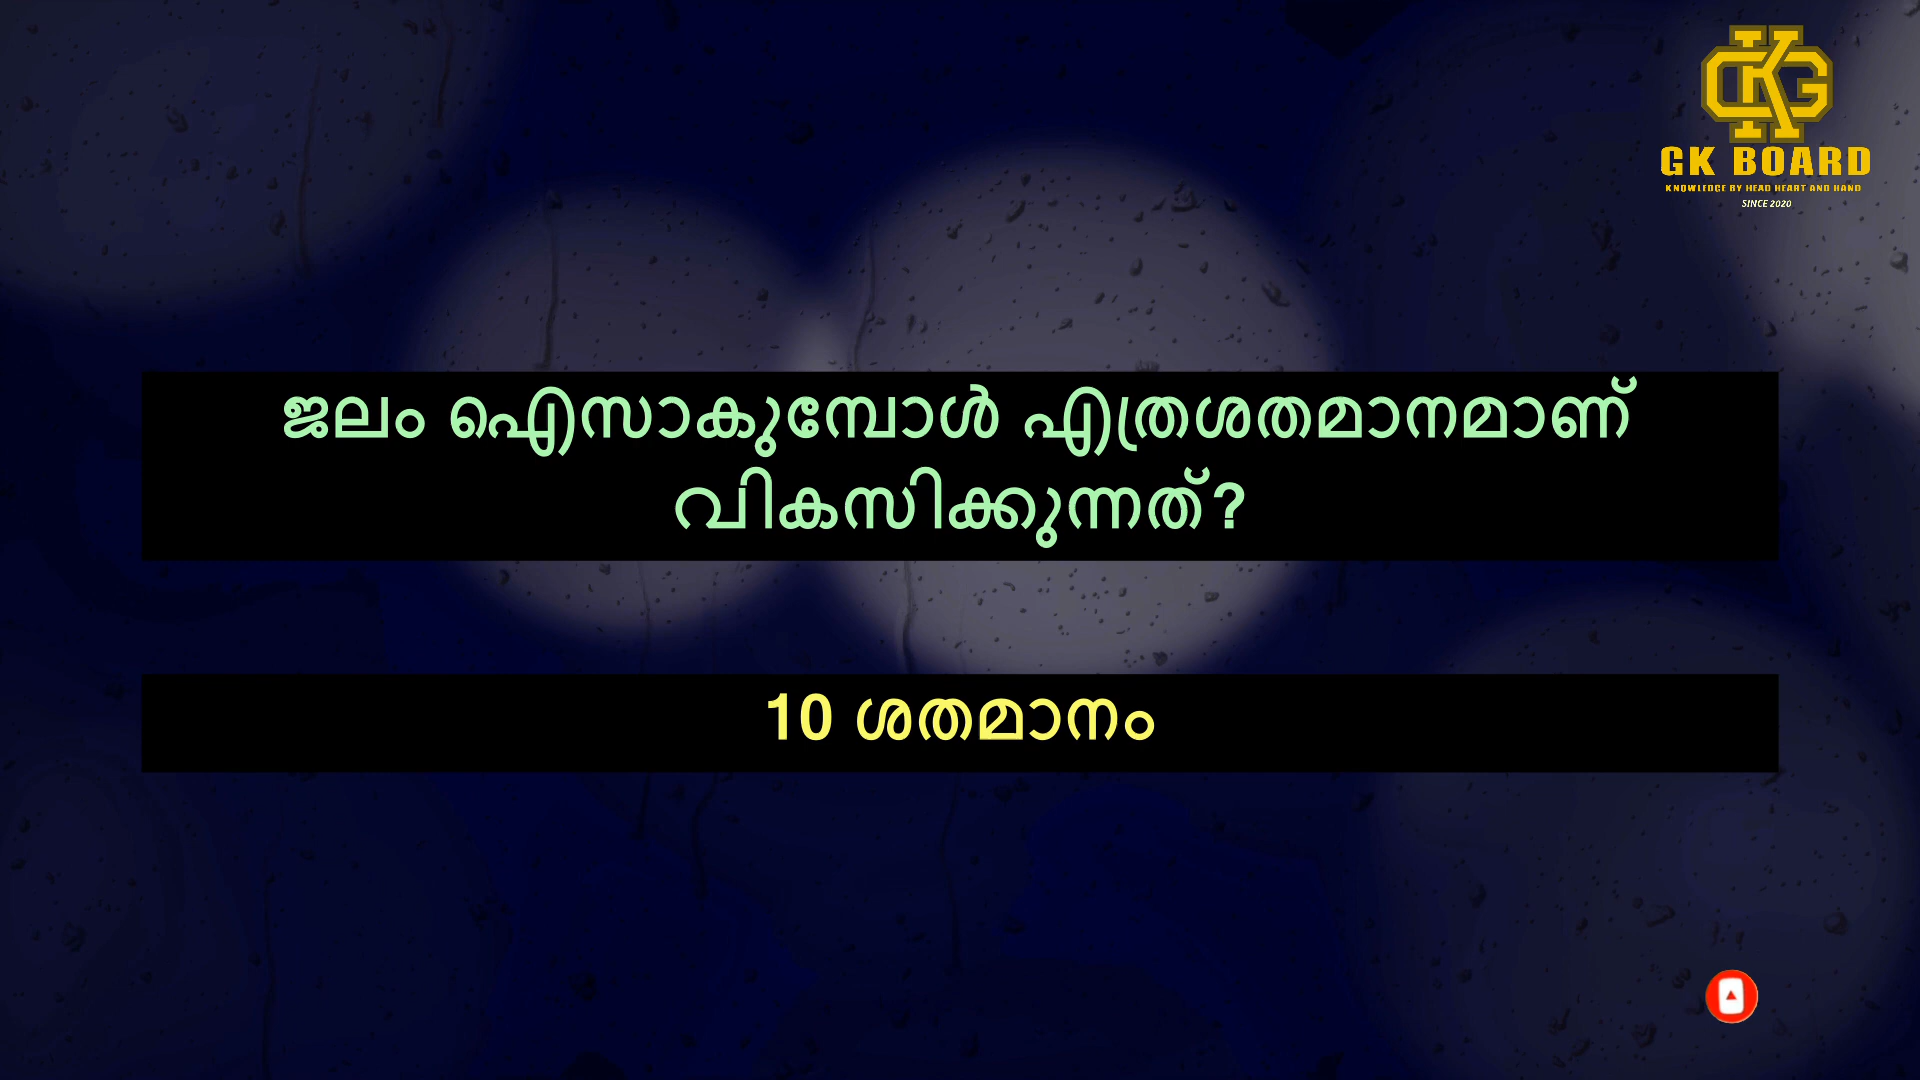 GK BOARD
KNOWLEDGE BY HEAD HEART AND HAND
SINCE 2020
ജലം ഐസാകുമ്പോൾ എത്രശതമാനമാണ്
വികസിക്കുന്നത്?
10 ശതമാനം